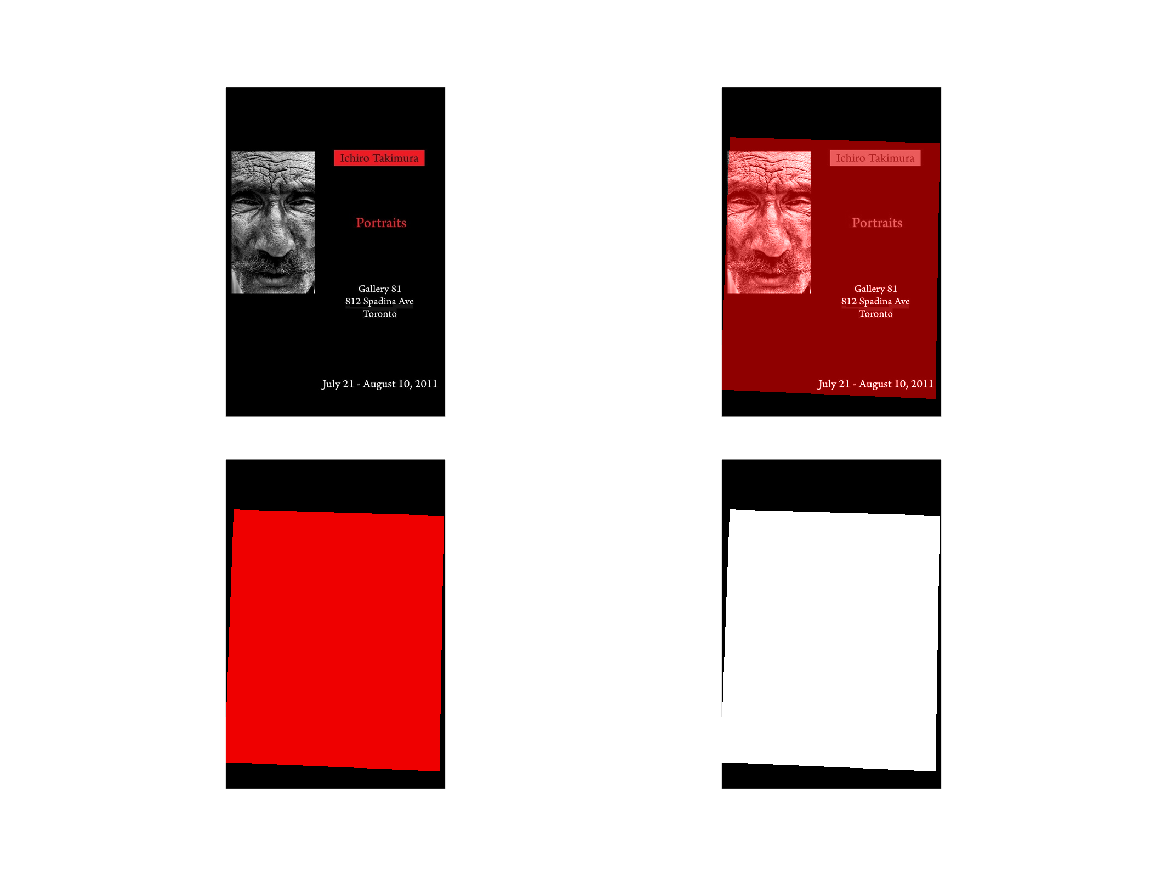 Ichiro Takimura
Portraits
Gallery 81
812 Spadina Ave
Toronto
July 21 - August 10, 2011
Ichiro Takimura
Portraits
Gallery 81
812 Spadina Ave
Toronto
July 21 - August 10, 2011